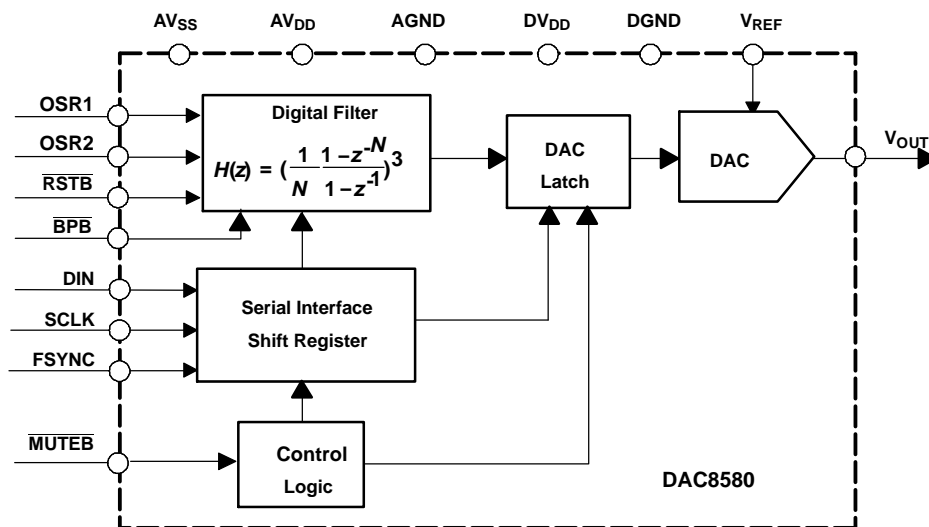 AVSS AVDD AGND DVDD DGND VREF
OSR1
OSR2
RSTB
BPB
DIN
SCLK
FSYNC
MUTEB
Digital Filter
H(z) = (1/N 1-z^-N/1-z^-1)^3
DAC
Latch
DAC
VOUT
Serial Interface
Shift Register
Control
Logic
DAC8580